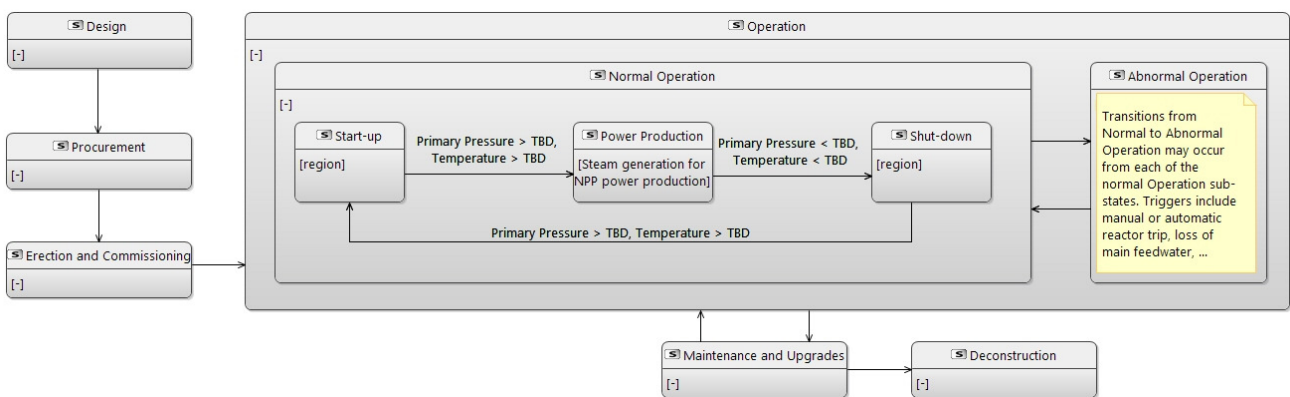 Design
[-]
Procurement
[-]
Erection and Commissioning
[-]
Operation
[-]
Normal Operation
[-]
Start-up
[region]
Primary Pressure > TBD,
Temperature > TBD
Power Production
[Steam generation for
NPP power production]
Primary Pressure < TBD,
Temperature < TBD
Shut-down
[region]
Primary Pressure > TBD, Temperature > TBD
Abnormal Operation
Transitions from
Normal to Abnormal
Operation may occur
from each of the
normal Operation sub-
states. Triggers include
manual or automatic
reactor trip, loss of
main feedwater, ...
Maintenance and Upgrades
[-]
Deconstruction
[-]